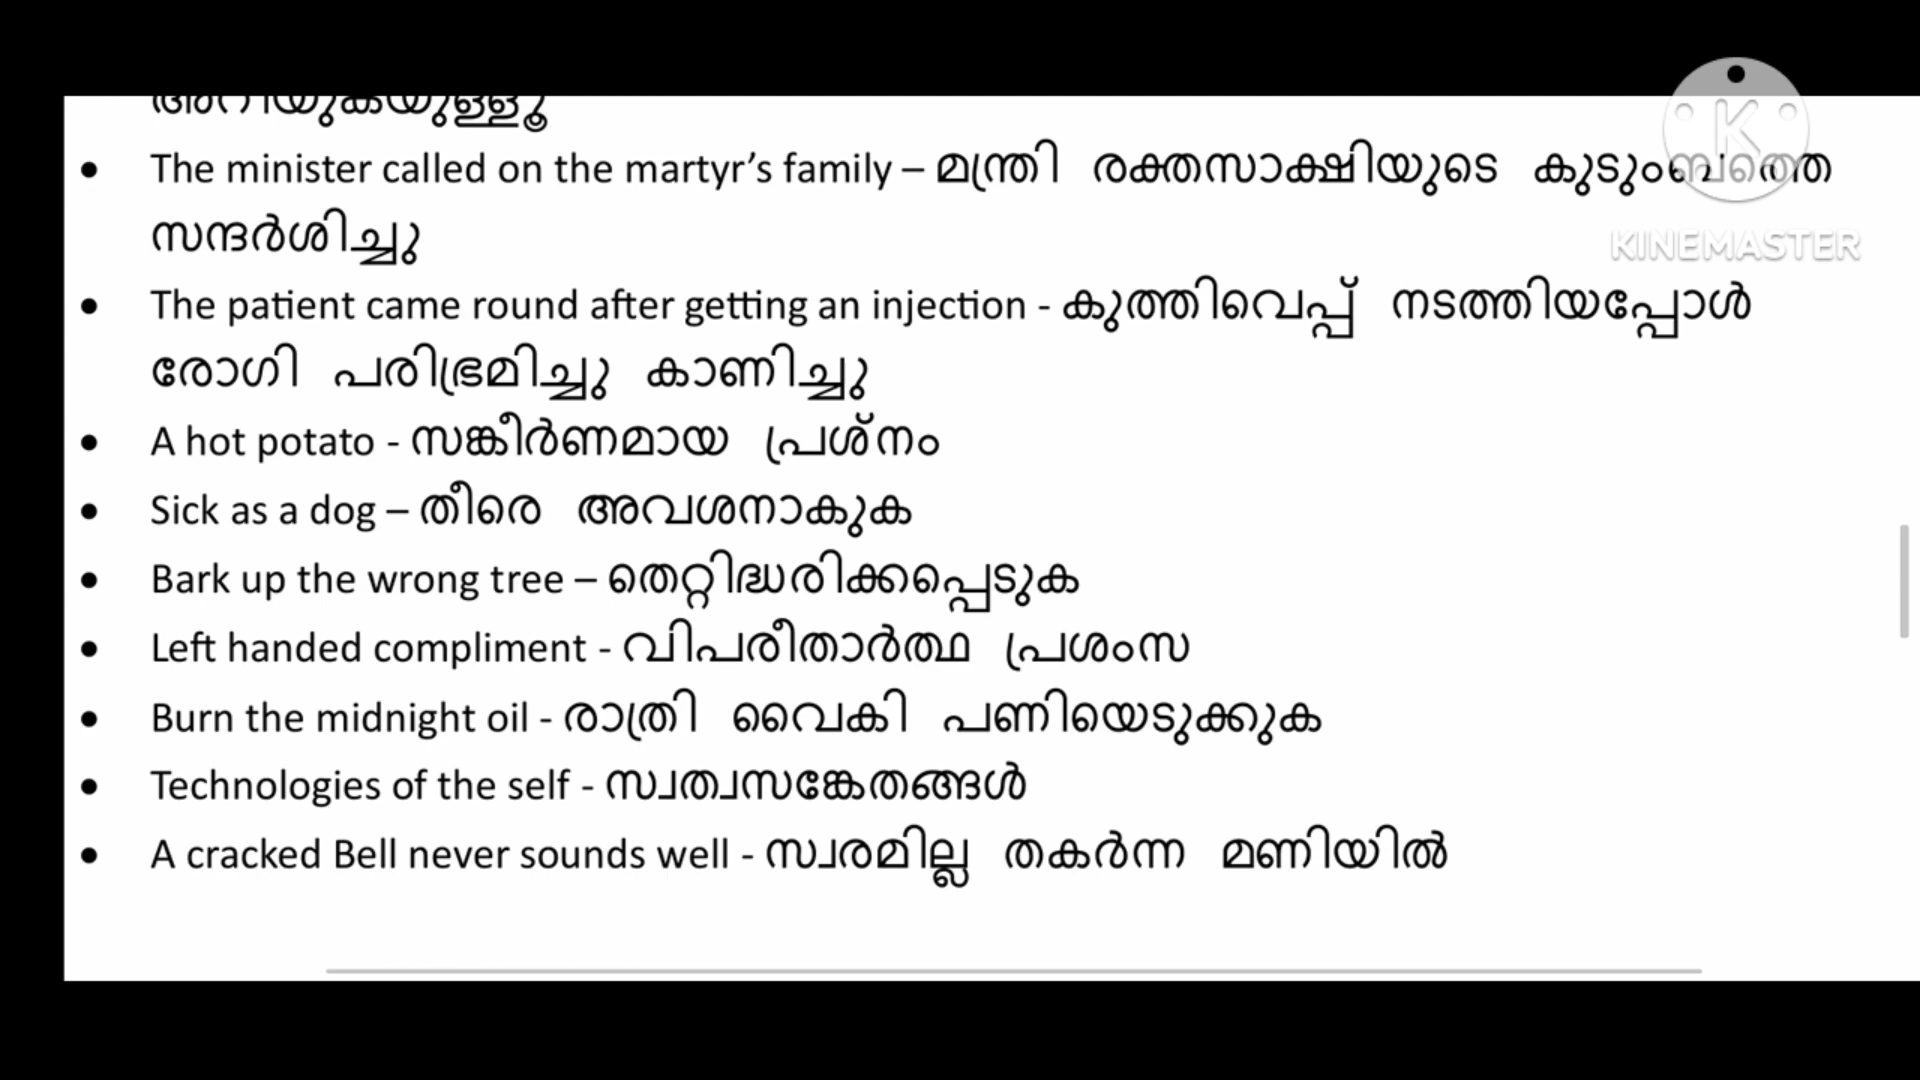 അറിയുകയുള്ളൂ
• The minister called on the martyr’s family – മന്ത്രി രക്തസാക്ഷിയുടെ കുടുംബത്തെ
സന്ദർശിച്ചു
• The patient came round after getting an injection - കുത്തിവെപ്പ് നടത്തിയപ്പോൾ
രോഗി പരിഭ്രമിച്ചു കാണിച്ചു
• A hot potato - സങ്കീർണമായ പ്രശ്നം
• Sick as a dog – തീരെ അവശനാകുക
• Bark up the wrong tree – തെറ്റിദ്ധരിക്കപ്പെടുക
• Left handed compliment - വിപരീതാർത്ഥ പ്രശംസ
• Burn the midnight oil - രാത്രി വൈകി പണിയെടുക്കുക
• Technologies of the self - സ്വത്വസങ്കേതങ്ങൾ
• A cracked Bell never sounds well - സ്വരമില്ല തകർന്ന മണിയിൽ
K
KINEMASTER